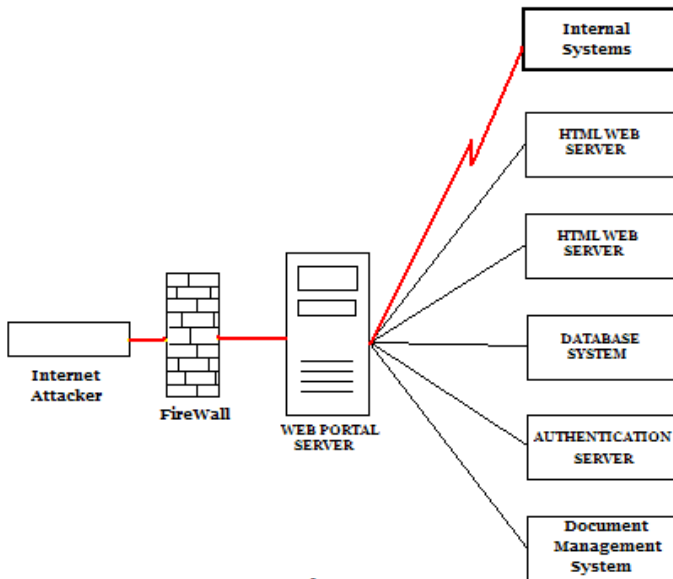 Internal
Systems
HTML WEB
SERVER
HTML WEB
SERVER
DATABASE
SYSTEM
Internet
Attacker
FireWall
WEB PORTAL
SERVER
AUTHENTICATION
SERVER
Document
Management
System